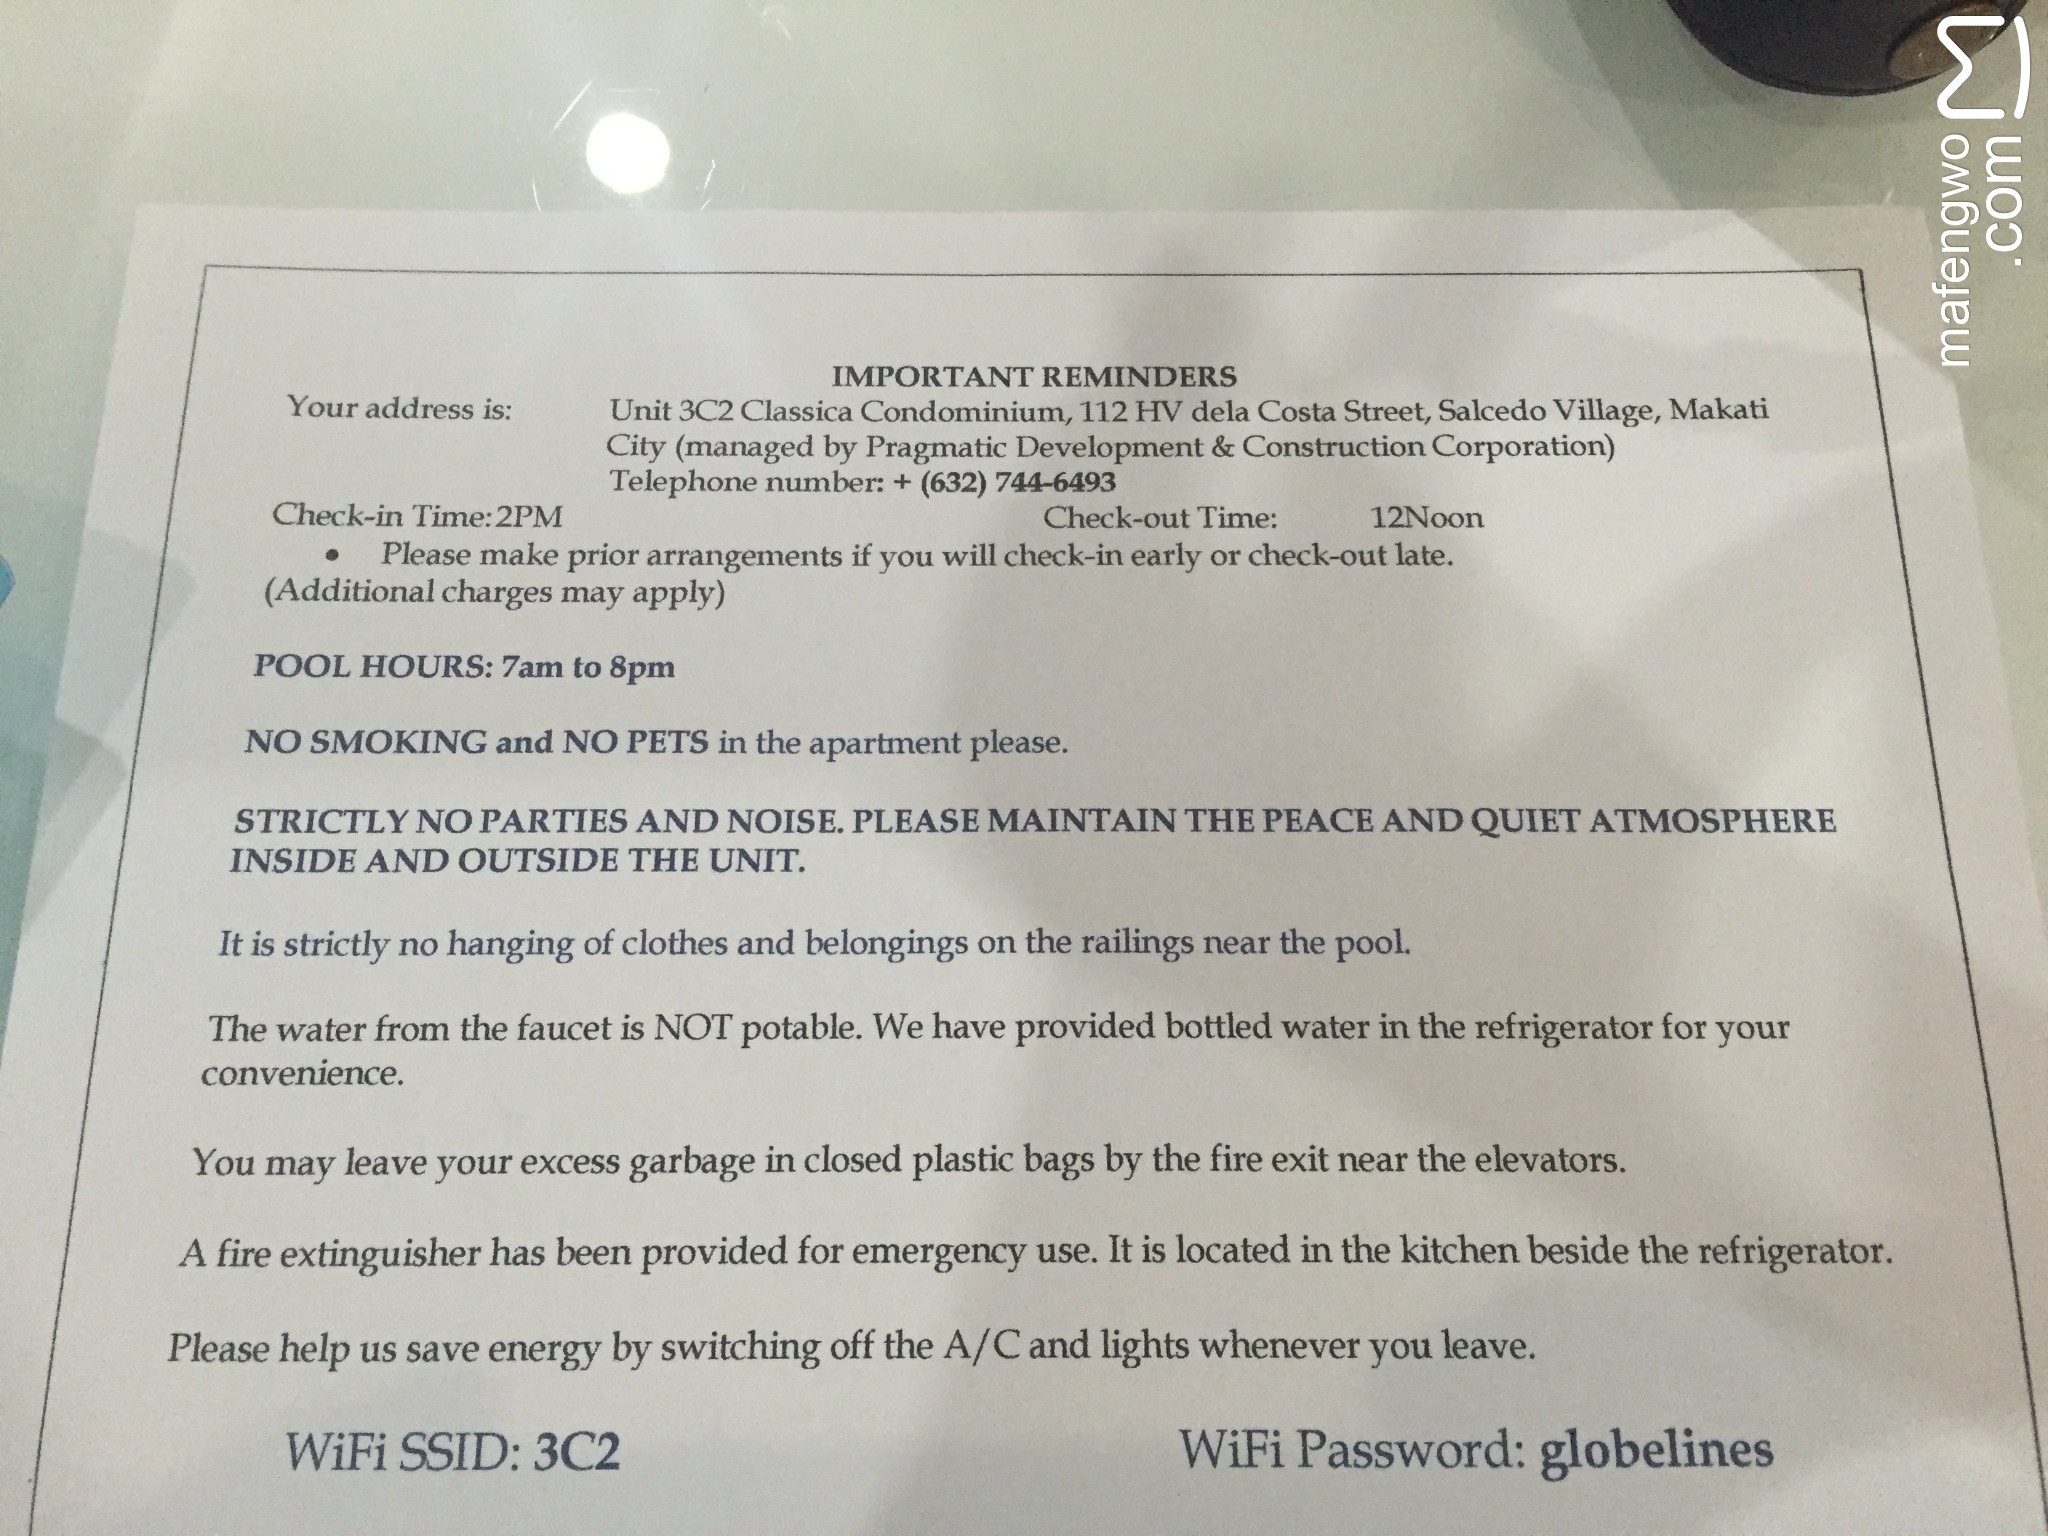 IMPORTANT REMINDERS
Your address is: Unit 3C2 Classica Condominium, 112 HV dela Costa Street, Salcedo Village, Makati
City (managed by Pragmatic Development & Construction Corporation)
Telephone number: + (632) 744-6493
Check-in Time: 2PM Check-out Time: 12Noon
• Please make prior arrangements if you will check-in early or check-out late.
(Additional charges may apply)
POOL HOURS: 7am to 8pm
NO SMOKING and NO PETS in the apartment please.
STRICTLY NO PARTIES AND NOISE. PLEASE MAINTAIN THE PEACE AND QUIET ATMOSPHERE
INSIDE AND OUTSIDE THE UNIT.
It is strictly no hanging of clothes and belongings on the railings near the pool.
The water from the faucet is NOT potable. We have provided bottled water in the refrigerator for your
convenience.
You may leave your excess garbage in closed plastic bags by the fire exit near the elevators.
A fire extinguisher has been provided for emergency use. It is located in the kitchen beside the refrigerator.
Please help us save energy by switching off the A/C and lights whenever you leave.
WiFi SSID: 3C2 WiFi Password: globelines
mafengwo
.com